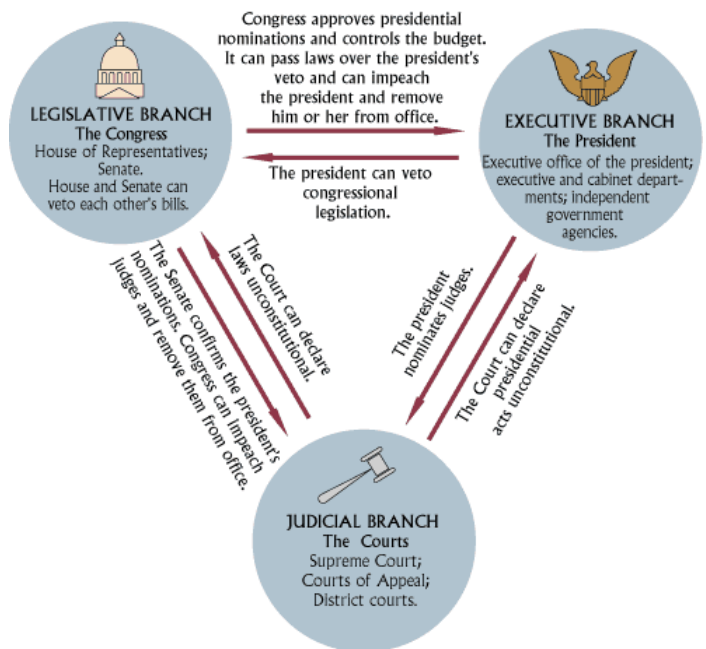 Congress approves presidential
nominations and controls the budget.
It can pass laws over the president's
veto and can impeach
the president and remove
him or her from office.
LEGISLATIVE BRANCH
The Congress
House of Representatives;
Senate.
House and Senate can
veto each other's bills.
EXECUTIVE BRANCH
The President
Executive office of the president;
executive and cabinet depart-
ments; independent
government
agencies.
The president can veto
congressional
legislation.
The Senate confirms the president's
nominations. Congress can impeach
judges and remove them from office.
The Court can declare
laws unconstitutional.
The president
nominates judges.
The Court can declare
presidential
acts unconstitutional.
JUDICIAL BRANCH
The Courts
Supreme Court;
Courts of Appeal;
District courts.